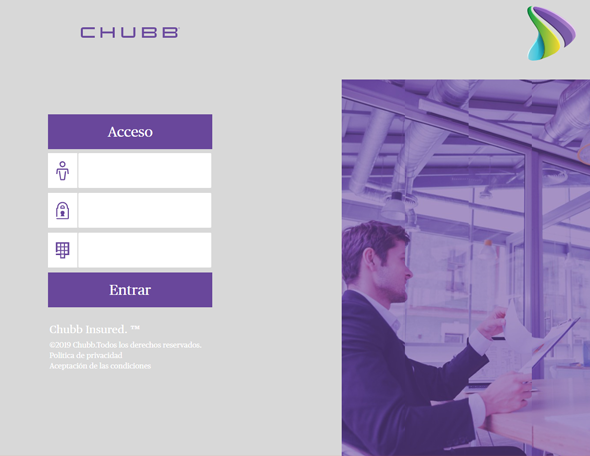 CHUBB
Acceso
Entrar
Chubb Insured. ™
©2019 Chubb.Todos los derechos reservados.
Política de privacidad
Aceptación de las condiciones